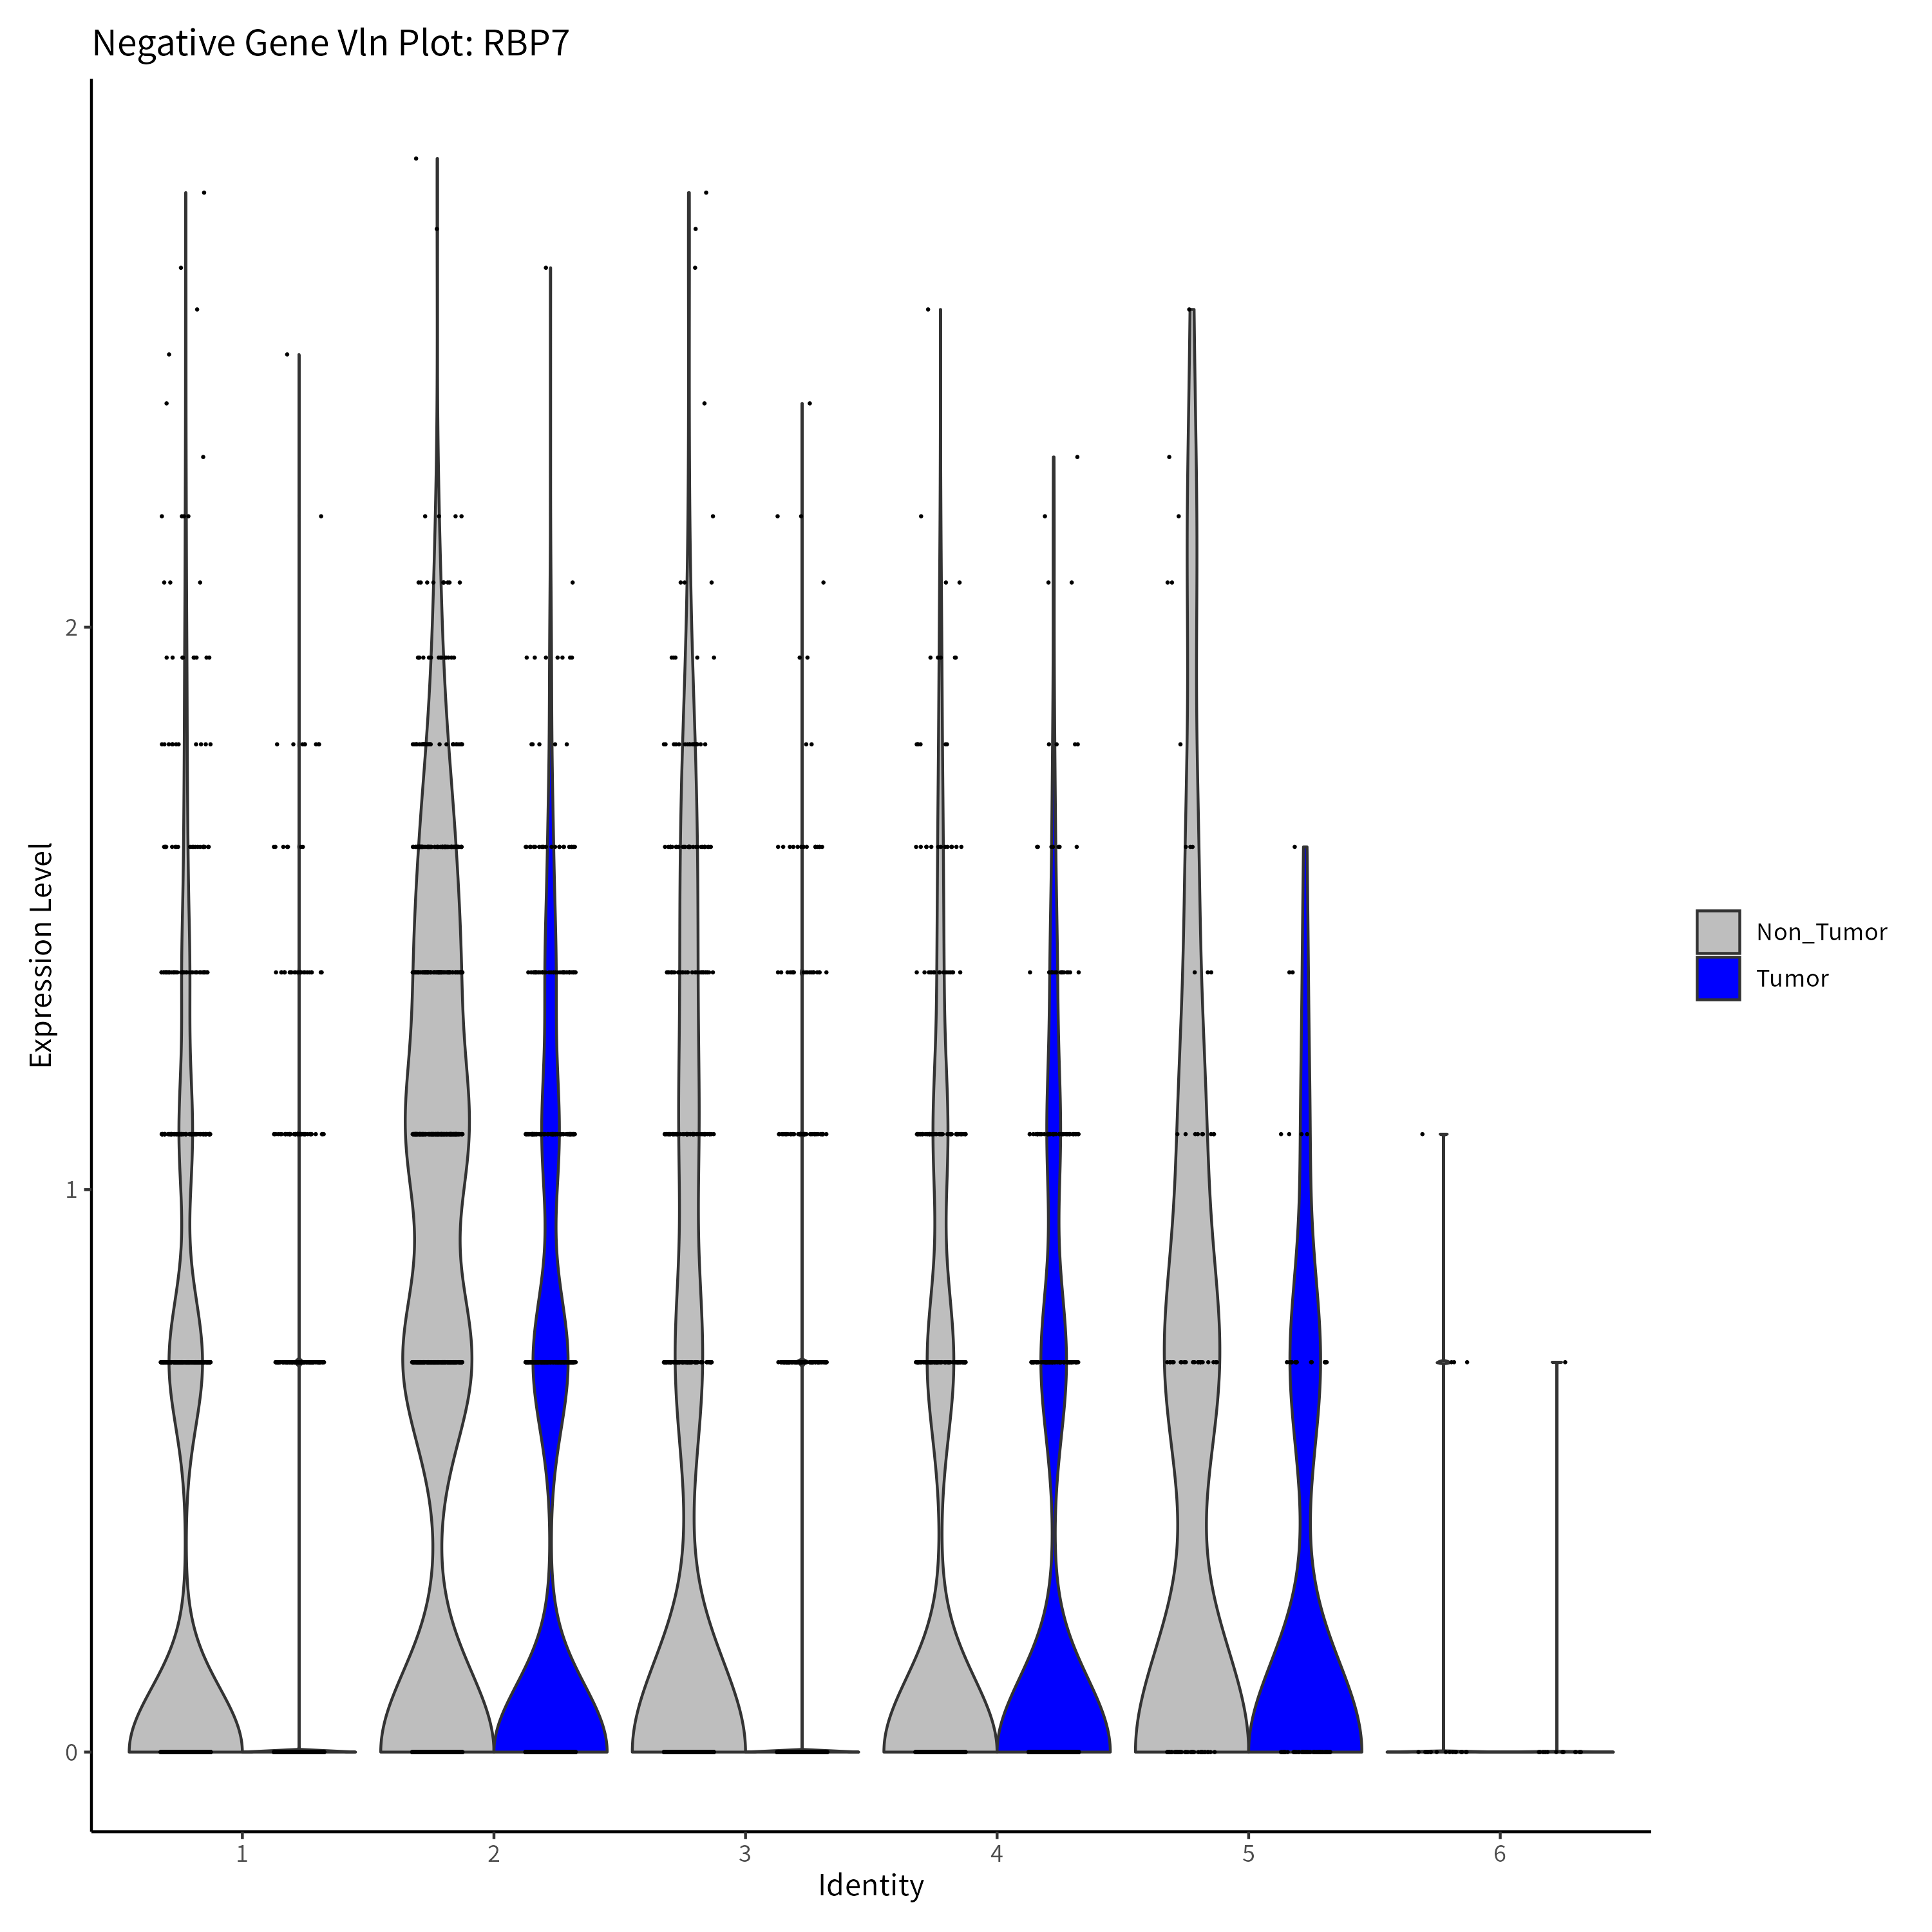 Negative Gene Vln Plot: RBP7
Expression Level
2
1
0
1 2 3 4 5 6
Identity
Non_Tumor
Tumor